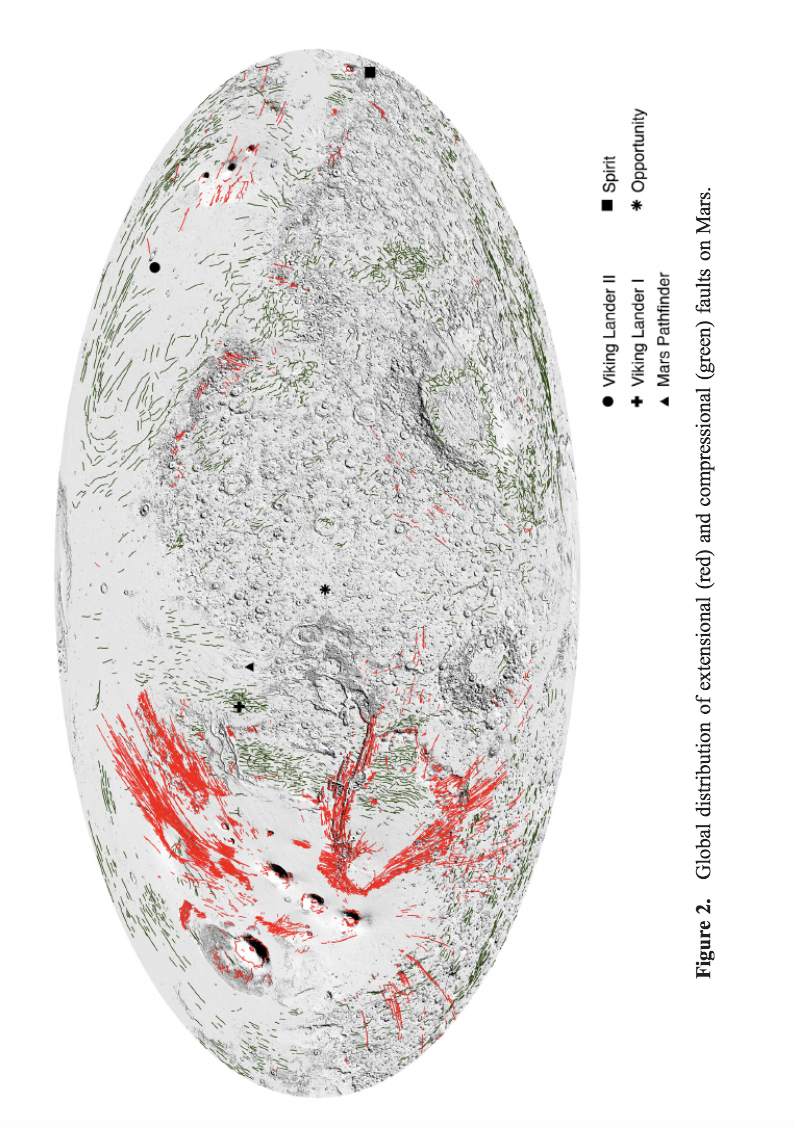 Viking Lander II
Spirit
Viking Lander I
Opportunity
Mars Pathfinder
Figure 2. Global distribution of extensional (red) and compressional (green) faults on Mars.